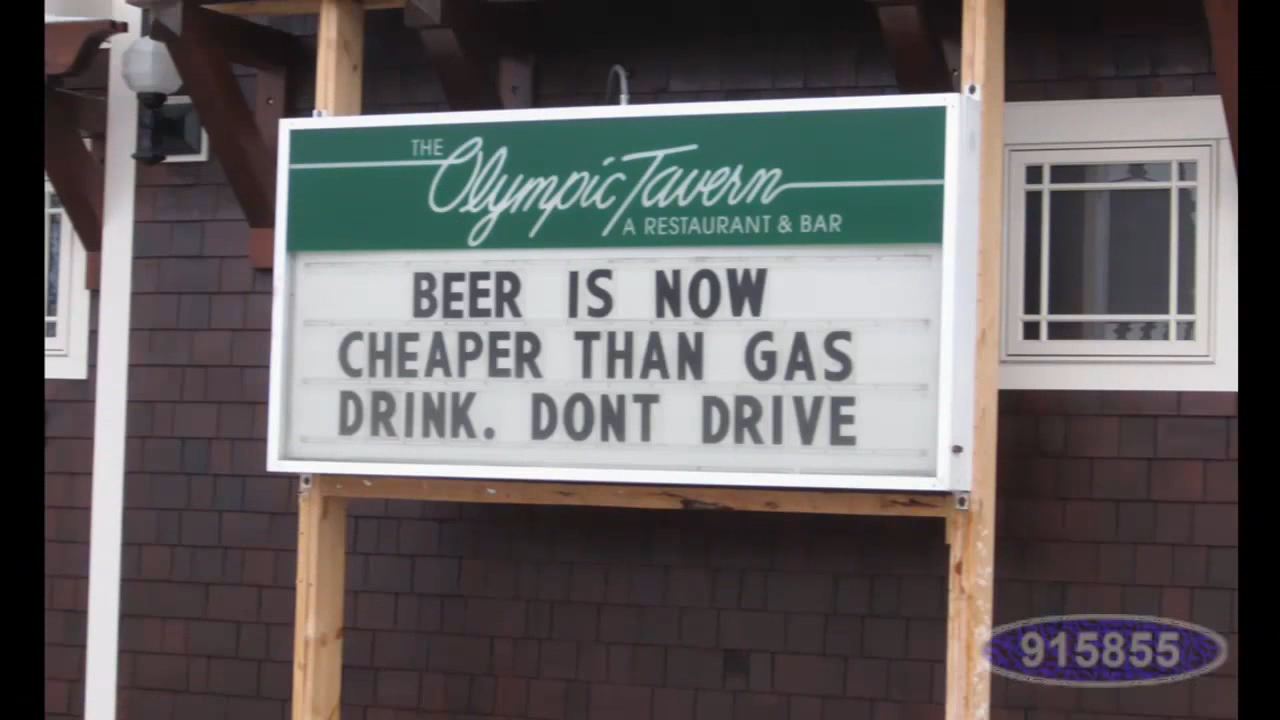 THE Olympic Tavern
A RESTAURANT & BAR
BEER IS NOW
CHEAPER THAN GAS
DRINK. DONT DRIVE
915855